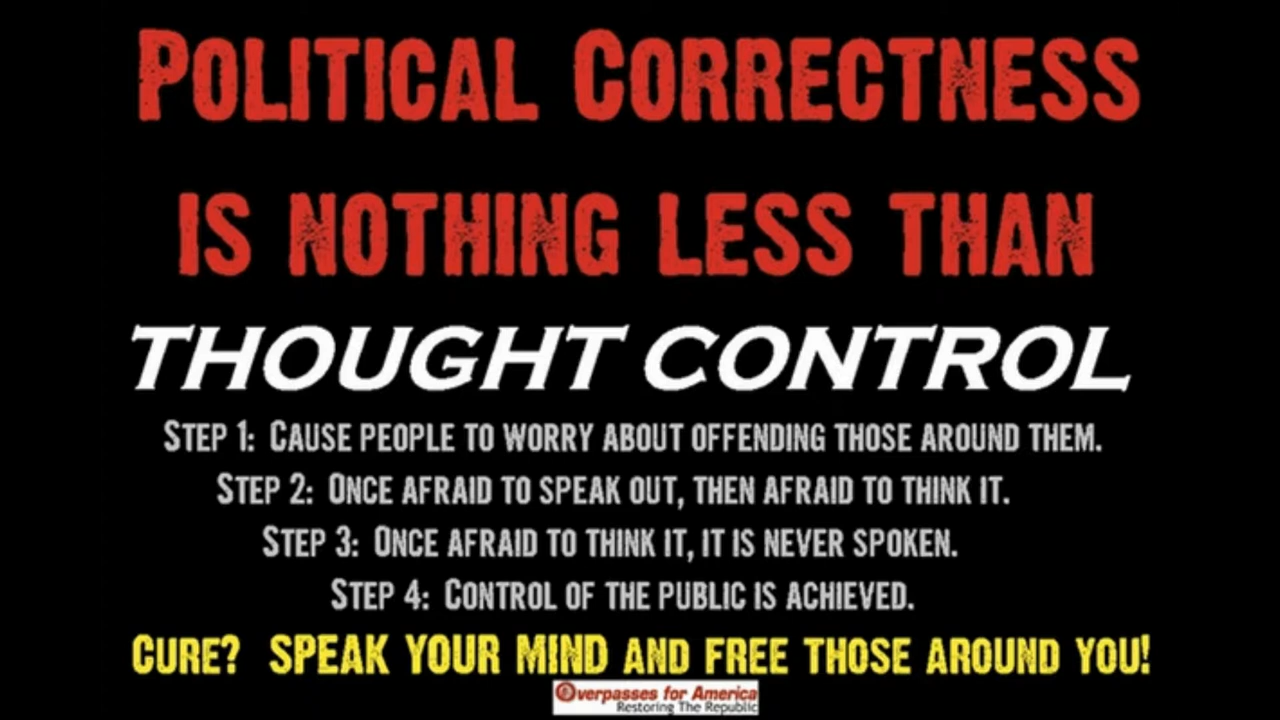 Political Correctness
is nothing less than
THOUGHT CONTROL
Step 1: Cause people to worry about offending those around them.
Step 2: Once afraid to speak out, then afraid to think it.
Step 3: Once afraid to think it, it is never spoken.
Step 4: Control of the public is achieved.
Cure? SPEAK YOUR MIND and free those around you!
Overpasses for America
Restoring The Republic